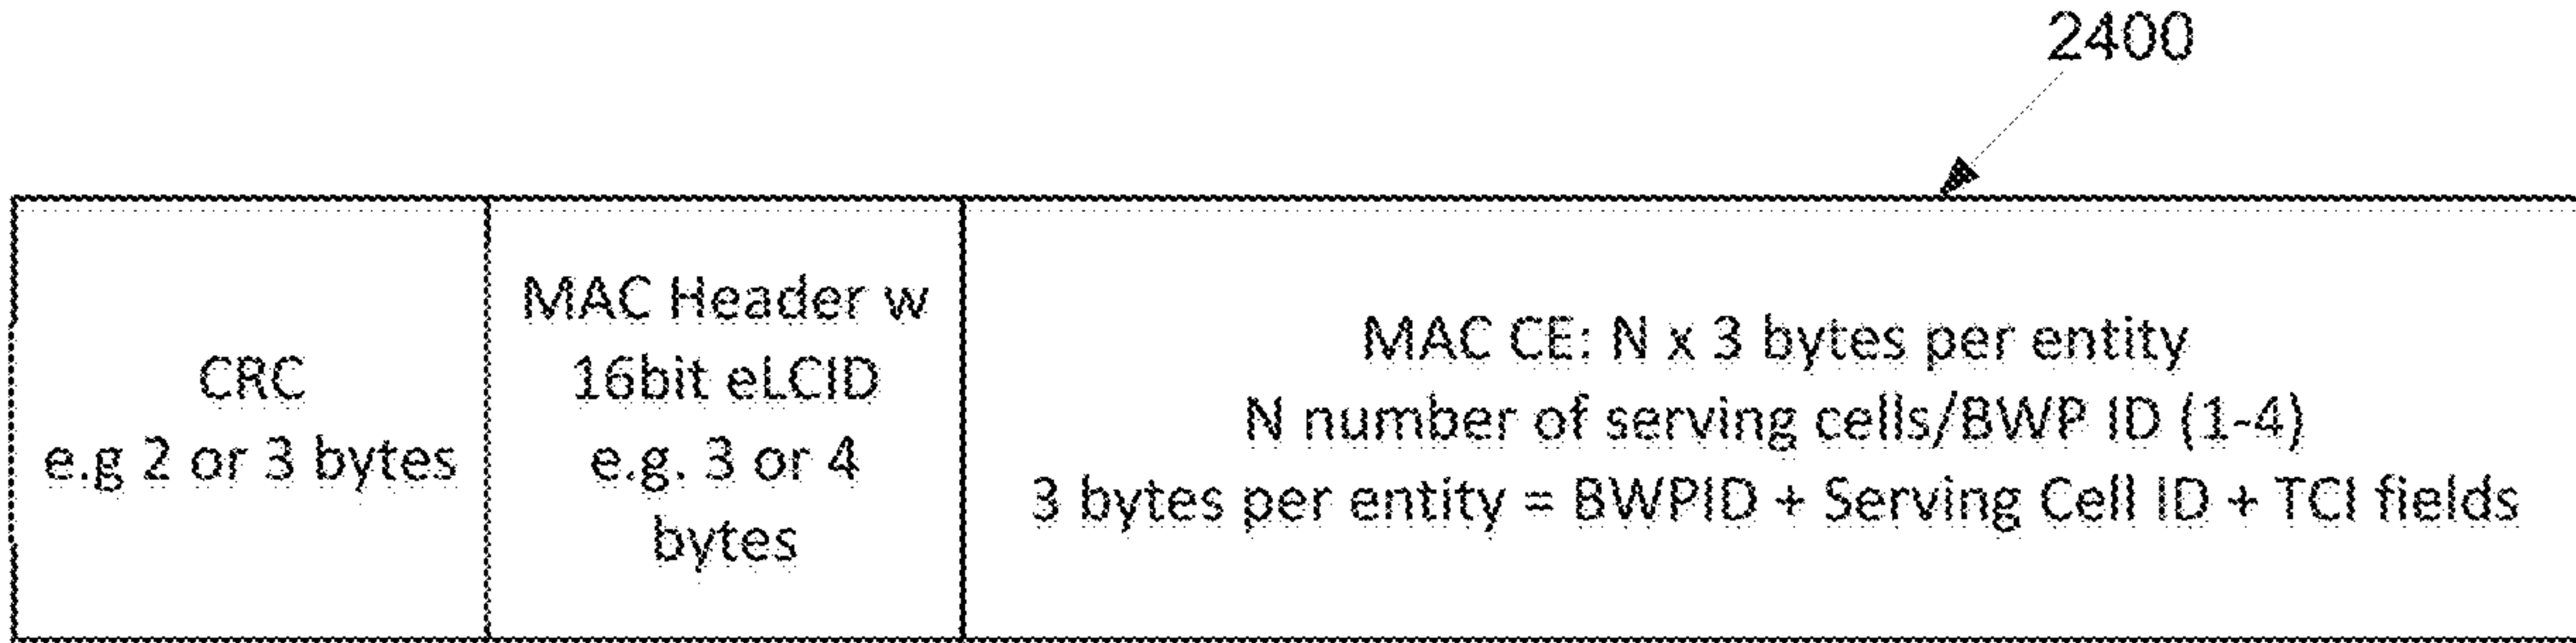 2400
CRC
e.g 2 or 3 bytes
MAC Header w
16bit eLCID
e.g. 3 or 4
bytes
MAC CE: N x 3 bytes per entity
N number of serving cells/BWP ID (1-4)
3 bytes per entity = BWPID + Serving Cell ID + TCI fields